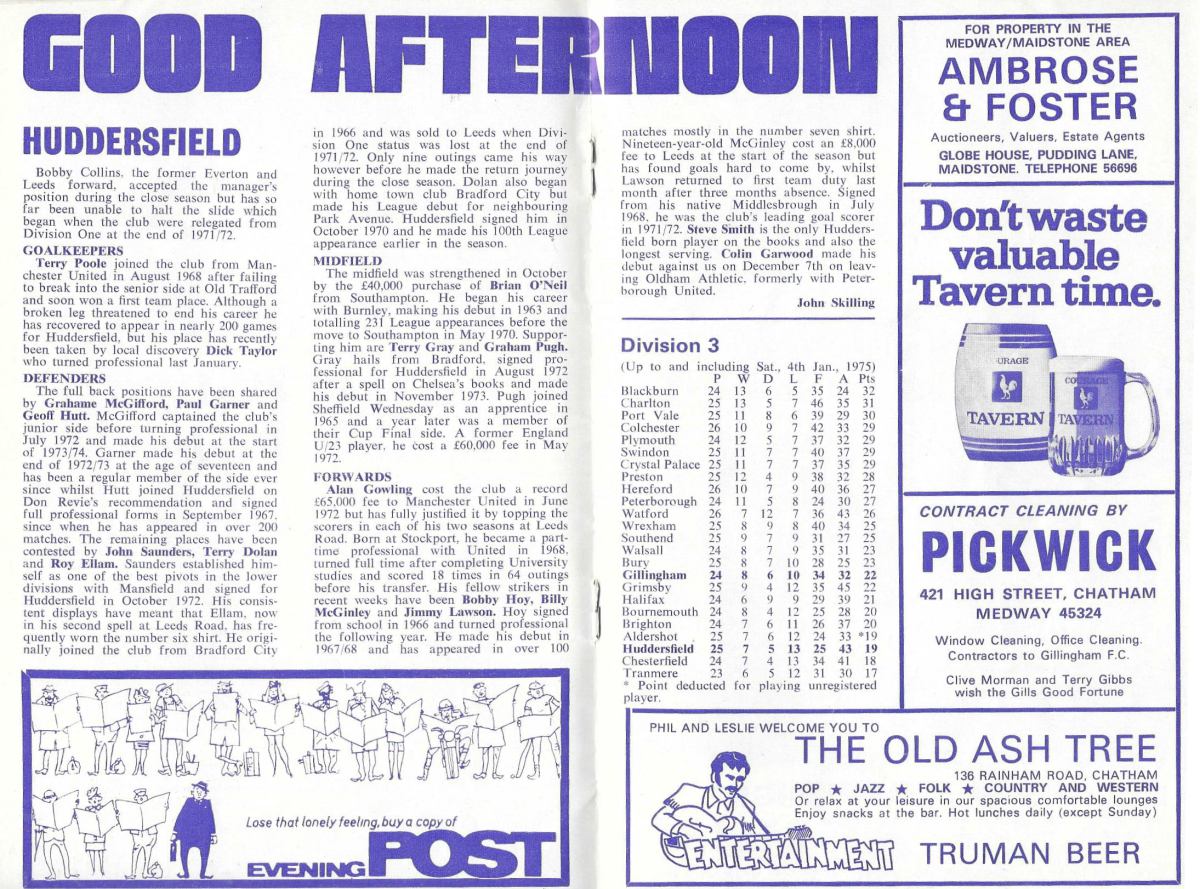 GOOD AFTERNOON
HUDDERSFIELD
Bobby Collins, the former Everton and
Leeds forward, accepted the manager's
position during the close season but has so
far been unable to halt the slide which
began when the club were relegated from
Division One at the end of 1971/72.
GOALKEEPERS
Terry Poole joined the club from Man-
chester United in August 1968 after failing
to break into the senior side at Old Trafford
and soon won a first team place. Although a
broken leg threatened to end his career he
has recovered to appear in nearly 200 games
for Huddersfield, but his place has recently
been taken by local discovery Dick Taylor
who turned professional last January.
DEFENDERS
The full back positions have been shared
by Grahame McGifford, Paul Garner and
Geoff Hutt. McGifford captained the club's
junior side before turning professional in
July 1972 and made his debut at the start
of 1973/74. Garner made his debut at the
end of 1972/73 at the age of seventeen and
has been a regular member of the side ever
since whilst Hutt joined Huddersfield on
Don Revie's recommendation and signed
full professional forms in September 1967,
since when he has appeared in over 200
matches. The remaining places have been
contested by John Saunders, Terry Dolan
and Roy Ellam. Saunders established him-
self as one of the best pivots in the lower
divisions with Mansfield and signed for
Huddersfield in October 1972. His consis-
tent displays have meant that Ellam, now
in his second spell at Leeds Road, has fre-
quently worn the number six shirt. He origi-
nally joined the club from Bradford City
in 1966 and was sold to Leeds when Divi-
sion One status was lost at the end of
1971/72. Only nine outings came his way
however before he made the return journey
during the close season. Dolan also began
with home town club Bradford City but
made his League debut for neighbouring
Park Avenue. Huddersfield signed him in
October 1970 and he made his 100th League
appearance earlier in the season.
MIDFIELD
The midfield was strengthened in October
by the £40,000 purchase of Brian O'Neil
from Southampton. He began his career
with Burnley, making his debut in 1963 and
totalling 231 League appearances before the
move to Southampton in May 1970. Suppor-
ting him are Terry Gray and Graham Pugh.
Gray hails from Bradford, signed pro-
fessional for Huddersfield in August 1972
after a spell on Chelsea's books and made
his debut in November 1973. Pugh joined
Sheffield Wednesday as an apprentice in
1965 and a year later was a member of
their Cup Final side. A former England
U/23 player, he cost a £60,000 fee in May
1972.
FORWARDS
Alan Gowling cost the club a record
£65,000 fee to Manchester United in June
1972 but has fully justified it by topping the
scorers in each of his two seasons at Leeds
Road. Born at Stockport, he became a part-
time professional with United in 1968,
turned full time after completing University
studies and scored 18 times in 64 outings
before his transfer. His fellow strikers in
recent weeks have been Bobby Hoy, Billy
McGinley and Jimmy Lawson. Hoy signed
from school in 1966 and turned professional
the following year. He made his debut in
1967/68 and has appeared in over 100
matches mostly in the number seven shirt.
Nineteen-year-old McGinley cost an £8,000
fee to Leeds at the start of the season but
has found goals hard to come by, whilst
Lawson returned to first team duty last
month after three months absence. Signed
from his native Middlesbrough in July
1968, he was the club's leading goal scorer
in 1971/72. Steve Smith is the only Hudders-
field born player on the books and also the
longest serving. Colin Garwood made his
debut against us on December 7th on leav-
ing Oldham Athletic, formerly with Peter-
borough United.
John Skilling
Division 3
(Up to and including Sat., 4th Jan., 1975)
P W D L F A Pts
Blackburn 24 13 6 5 35 24 32
Charlton 25 13 5 7 46 35 31
Port Vale 25 11 8 6 39 29 30
Colchester 26 10 9 7 42 33 29
Plymouth 24 12 5 7 37 32 29
Swindon 25 11 7 7 40 37 29
Crystal Palace 25 11 7 7 37 35 29
Preston 25 12 4 9 38 32 28
Hereford 26 10 7 9 40 36 27
Peterborough 24 11 5 8 24 30 27
Watford 26 7 12 7 36 43 26
Wrexham 25 8 9 8 40 34 25
Southend 25 9 7 9 31 27 25
Walsall 24 8 7 9 35 31 23
Bury 25 8 7 10 28 25 23
Gillingham 24 8 6 10 34 32 22
Grimsby 25 9 4 12 35 45 22
Halifax 24 6 9 9 29 39 21
Bournemouth 24 8 4 12 25 28 20
Brighton 24 7 6 11 26 37 20
Aldershot 25 7 6 12 24 33 *19
Huddersfield 25 7 5 13 25 43 19
Chesterfield 24 7 4 13 34 41 18
Tranmere 23 6 5 12 31 30 17
* Point deducted for playing unregistered
player.
FOR PROPERTY IN THE
MEDWAY/MAIDSTONE AREA
AMBROSE
& FOSTER
Auctioneers, Valuers, Estate Agents
GLOBE HOUSE, PUDDING LANE,
MAIDSTONE. TELEPHONE 56696
Don't waste
valuable
Tavern time.
URAGE
TAVERN
COURAGE
TAVERN
CONTRACT CLEANING BY
PICKWICK
421 HIGH STREET, CHATHAM
MEDWAY 45324
Window Cleaning, Office Cleaning.
Contractors to Gillingham F.C.
Clive Morman and Terry Gibbs
wish the Gills Good Fortune
Lose that lonely feeling, buy a copy of
EVENING POST
PHIL AND LESLIE WELCOME YOU TO
THE OLD ASH TREE
136 RAINHAM ROAD, CHATHAM
POP ★ JAZZ ★ FOLK ★ COUNTRY AND WESTERN
Or relax at your leisure in our spacious comfortable lounges
Enjoy snacks at the bar. Hot lunches daily (except Sunday)
ENTERTAINMENT
TRUMAN BEER